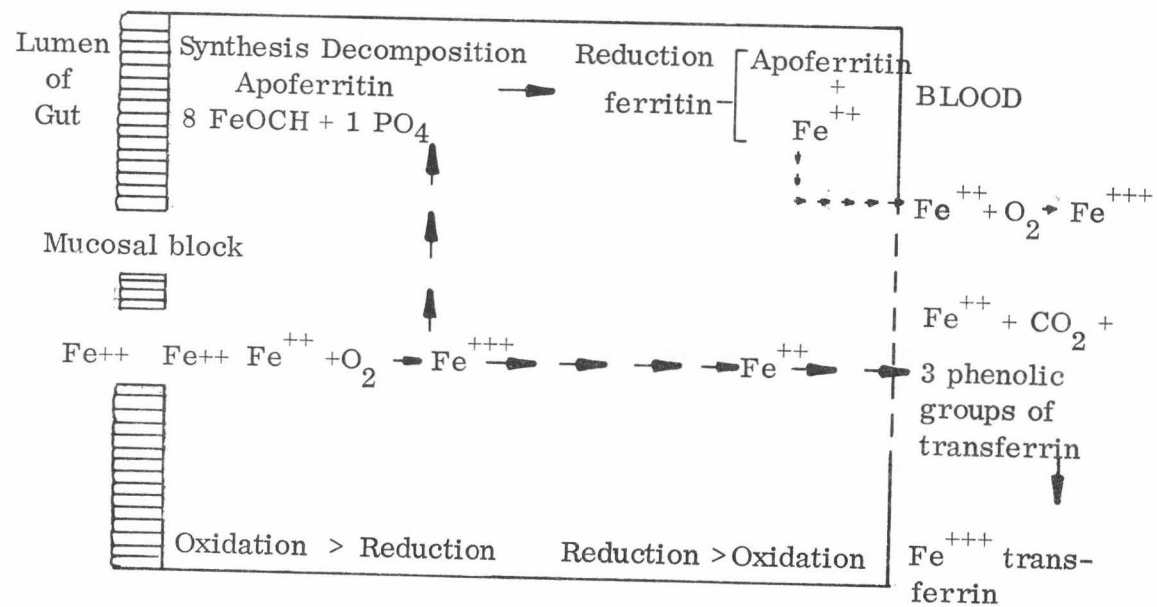 Lumen of Gut
Synthesis Decomposition
Apoferritin
8 FeOCH + 1 PO4
Reduction
ferritin
Apoferritin
+
Fe++
BLOOD
Fe++ + O2 Fe+++
Mucosal block
Fe++ Fe++ Fe++ +O2 Fe+++ Fe++
Fe++ + CO2 +
3 phenolic
groups of
transferrin
Oxidation > Reduction
Reduction > Oxidation
Fe+++ trans-
ferrin